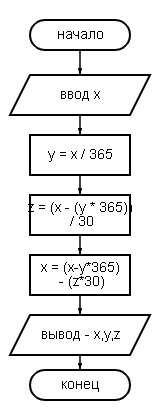 начало
ввод x
y = x / 365
z = (x - (y * 365))
/ 30
x = (x-y*365)
- (z*30)
вывод - x,y,z
конец